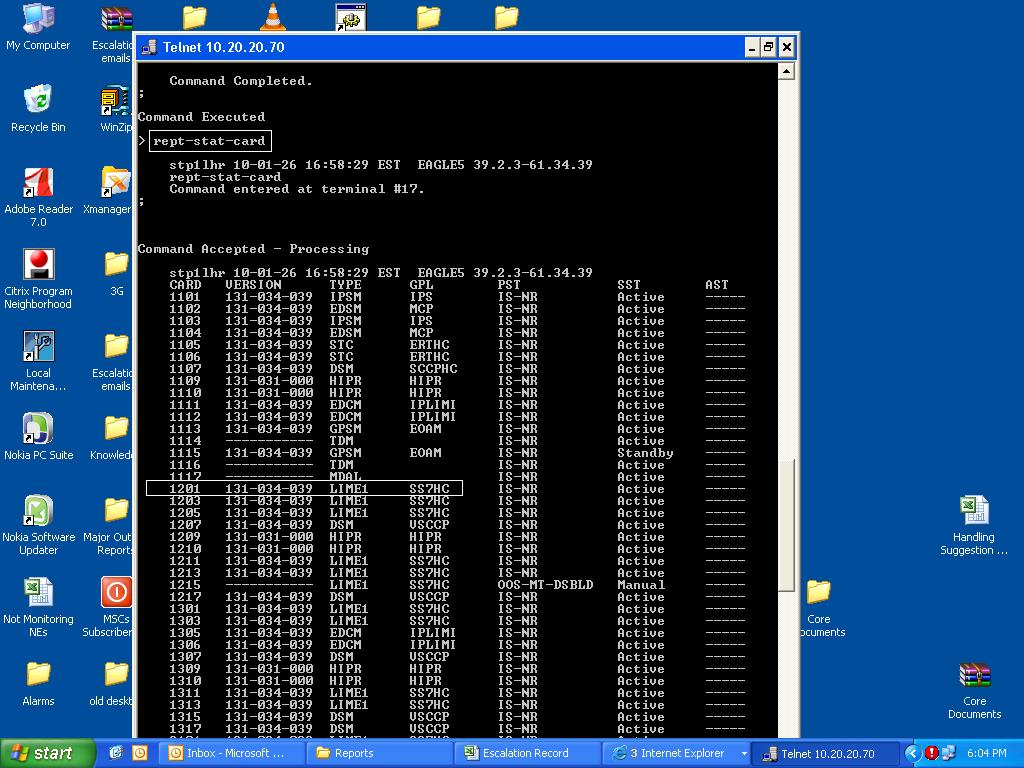 My Computer
Escalation emails
Recycle Bin
WinZip
Adobe Reader 7.0
Xmanager
Citrix Program Neighborhood
3G
Local Maintena...
Escalatio emails
Nokia PC Suite
Knowled
Nokia Software Updater
Major Out Reports
Not Monitoring NEs
MSCs Subscriber
Alarms
old deskt
Telnet 10.20.20.70
Command Completed.
;
Command Executed
> rept-stat-card
stp1lhr 10-01-26 16:58:29 EST EAGLE5 39.2.3-61.34.39
rept-stat-card
Command entered at terminal #17.
;
Command Accepted - Processing
stp1lhr 10-01-26 16:58:29 EST EAGLE5 39.2.3-61.34.39
CARD VERSION TYPE GPL PST SST AST
1101 131-034-039 IPSM IPS IS-NR Active -----
1102 131-034-039 EDSM MCP IS-NR Active -----
1103 131-034-039 IPSM IPS IS-NR Active -----
1104 131-034-039 EDSM MCP IS-NR Active -----
1105 131-034-039 STC ERTHC IS-NR Active -----
1106 131-034-039 STC ERTHC IS-NR Active -----
1107 131-034-039 DSM SCCPHC IS-NR Active -----
1109 131-031-000 HIPR HIPR IS-NR Active -----
1110 131-031-000 HIPR HIPR IS-NR Active -----
1111 131-034-039 EDCM IPLIMI IS-NR Active -----
1112 131-034-039 EDCM IPLIMI IS-NR Active -----
1113 131-034-039 GPSM EOAM IS-NR Active -----
1114 ----------- TDM IS-NR Active -----
1115 131-034-039 GPSM EOAM IS-NR Standby -----
1116 ----------- TDM IS-NR Active -----
1117 ----------- MDAL IS-NR Active -----
1201 131-034-039 LIME1 SS7HC IS-NR Active -----
1203 131-034-039 LIME1 SS7HC IS-NR Active -----
1205 131-034-039 LIME1 SS7HC IS-NR Active -----
1207 131-034-039 DSM VSCCP IS-NR Active -----
1209 131-031-000 HIPR HIPR IS-NR Active -----
1210 131-031-000 HIPR HIPR IS-NR Active -----
1211 131-034-039 LIME1 SS7HC IS-NR Active -----
1213 131-034-039 LIME1 SS7HC IS-NR Active -----
1215 ----------- LIME1 SS7HC OOS-MT-DSBLD Manual -----
1217 131-034-039 DSM VSCCP IS-NR Active -----
1301 131-034-039 LIME1 SS7HC IS-NR Active -----
1303 131-034-039 LIME1 SS7HC IS-NR Active -----
1305 131-034-039 EDCM IPLIMI IS-NR Active -----
1306 131-034-039 EDCM IPLIMI IS-NR Active -----
1307 131-034-039 DSM VSCCP IS-NR Active -----
1309 131-031-000 HIPR HIPR IS-NR Active -----
1310 131-031-000 HIPR HIPR IS-NR Active -----
1311 131-034-039 LIME1 SS7HC IS-NR Active -----
1313 131-034-039 LIME1 SS7HC IS-NR Active -----
1315 131-034-039 DSM VSCCP IS-NR Active -----
1317 131-034-039 DSM VSCCP IS-NR Active -----
Handling Suggestion ...
Core
ocuments
Core Documents
start
Inbox - Microsoft ...
Reports
Escalation Record
3 Internet Explorer
Telnet 10.20.20.70
6:04 PM